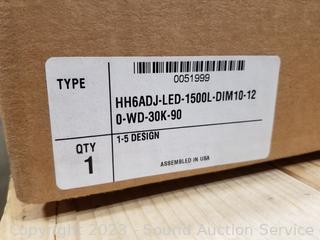 TYPE
0051999
HH6ADJ-LED-1500L-DIM10-12
0-WD-30K-90
QTY
1
1-5 DESIGN
ASSEMBLED IN USA
Copyright 2023 - Sound Auction Service